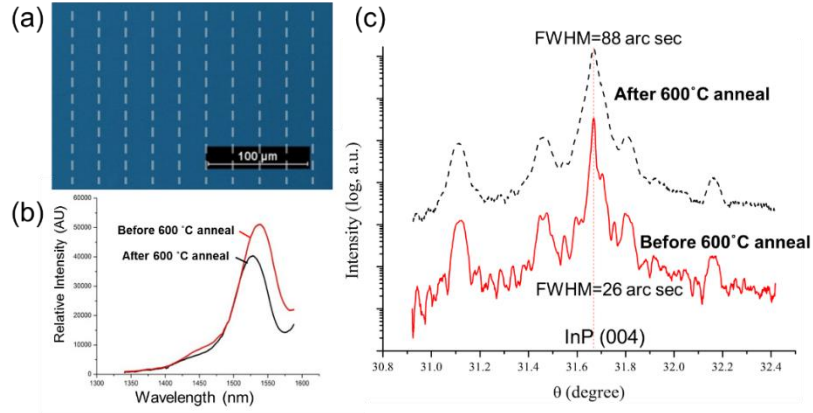 (a)
100 µm
(b)
Relative Intensity (AU)
60000
50000
40000
30000
20000
10000
0
Before 600 ℃ anneal
After 600 ℃ anneal
1300 1350 1400 1450 1500 1550 1600
Wavelength (nm)
(c)
Intensity (log, a.u.)
FWHM=88 arc sec
After 600˚C anneal
Before 600˚C anneal
FWHM=26 arc sec
InP (004)
30.8 31.0 31.2 31.4 31.6 31.8 32.0 32.2 32.4
θ (degree)